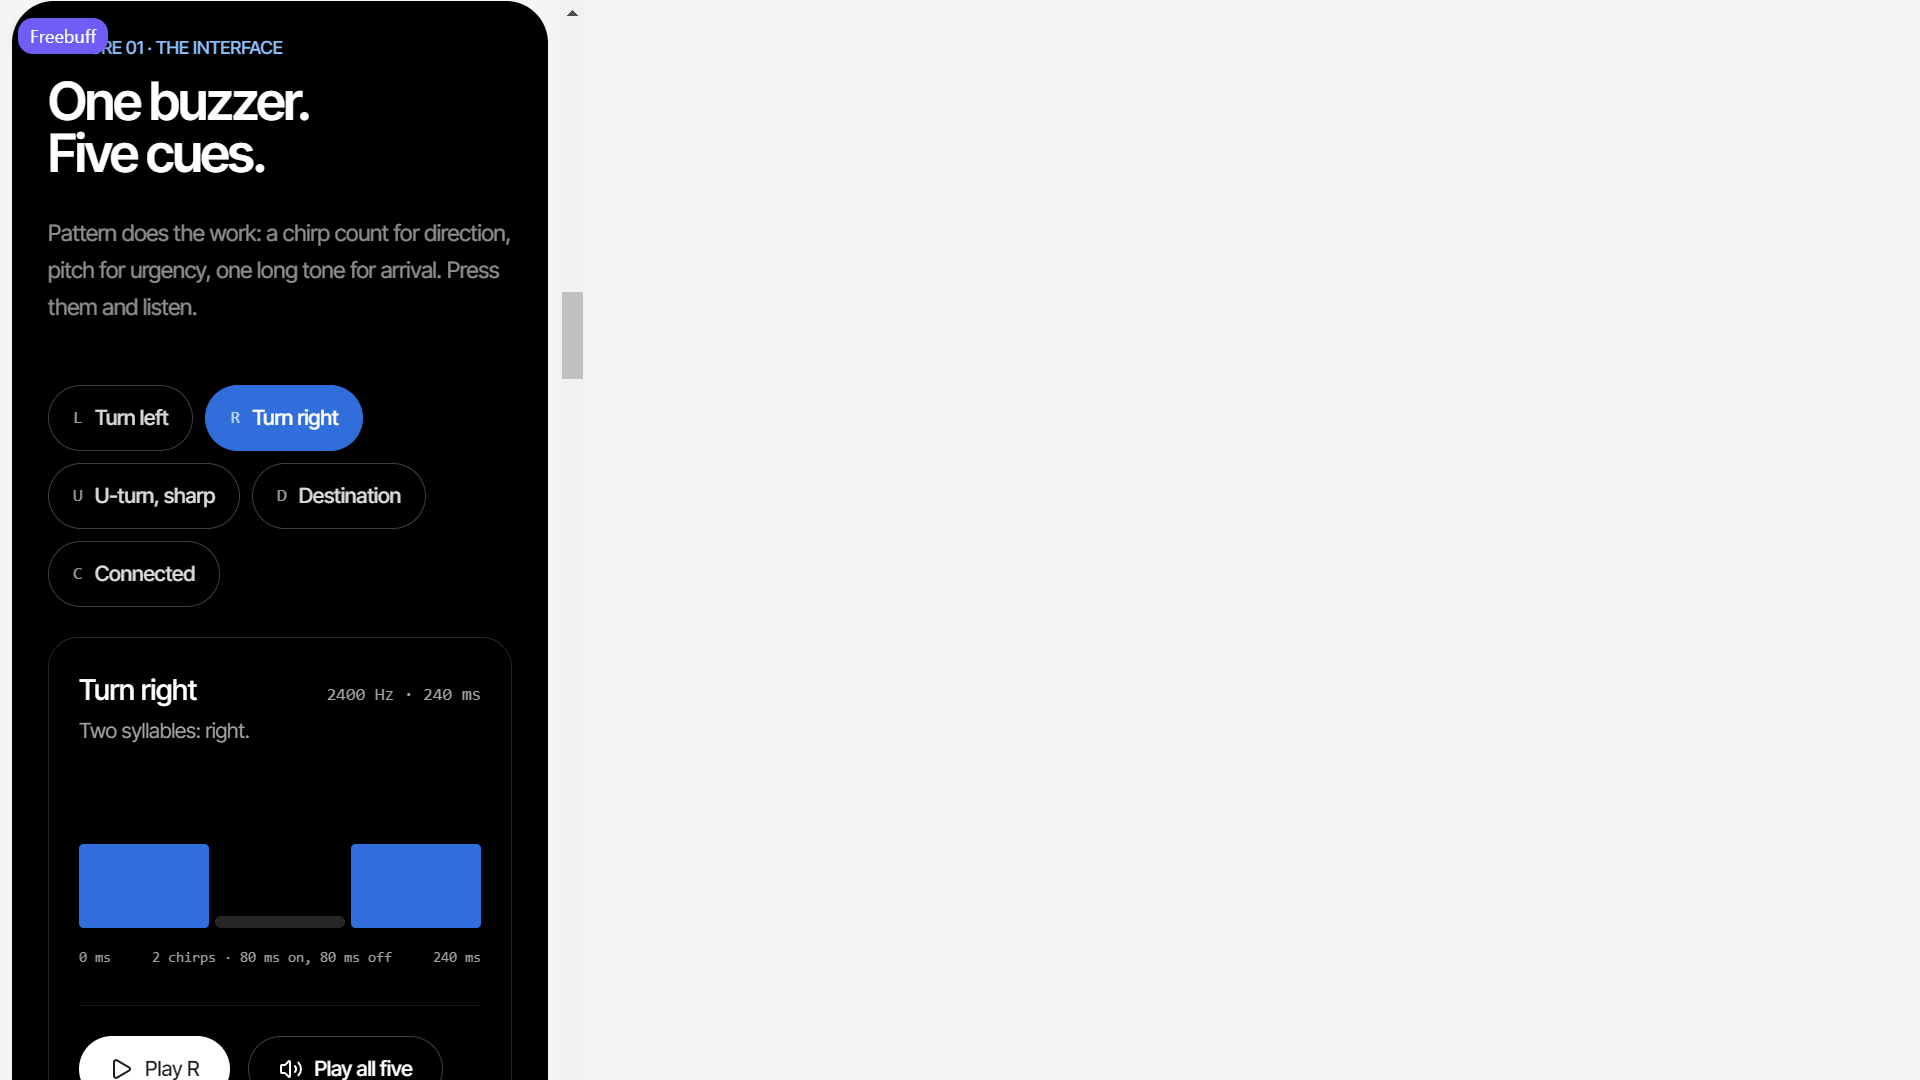 Freebuff
RE 01 · THE INTERFACE
One buzzer.
Five cues.
Pattern does the work: a chirp count for direction,
pitch for urgency, one long tone for arrival. Press
them and listen.
L Turn left
R Turn right
U U-turn, sharp
D Destination
C Connected
Turn right
2400 Hz · 240 ms
Two syllables: right.
0 ms
2 chirps · 80 ms on, 80 ms off
240 ms
Play R
Play all five